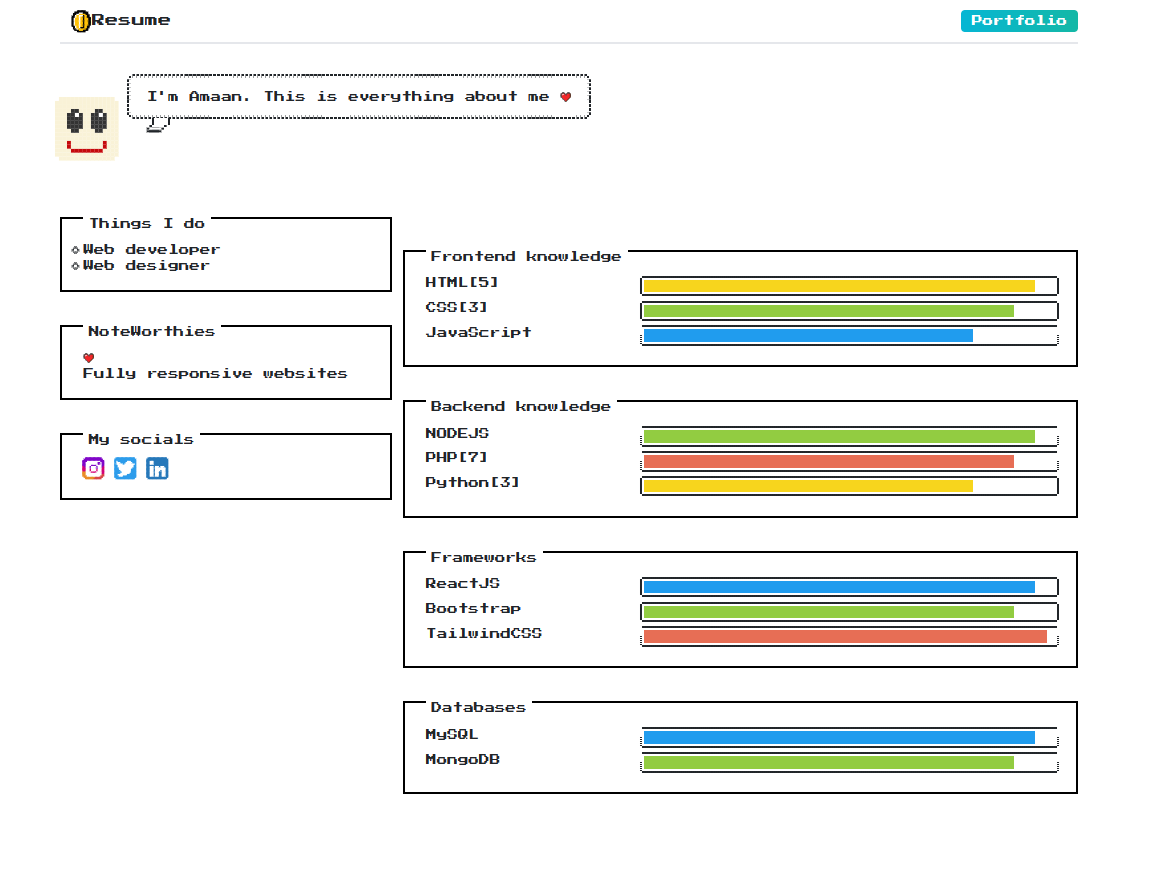 Resume
Portfolio
I'm Amaan. This is everything about me
Things I do
Web developer
Web designer
NoteWorthies
Fully responsive websites
My socials
in
Frontend knowledge
HTML[5]
CSS[3]
JavaScript
Backend knowledge
NODEJS
PHP[7]
Python[3]
Frameworks
ReactJS
Bootstrap
TailwindCSS
Databases
MySQL
MongoDB